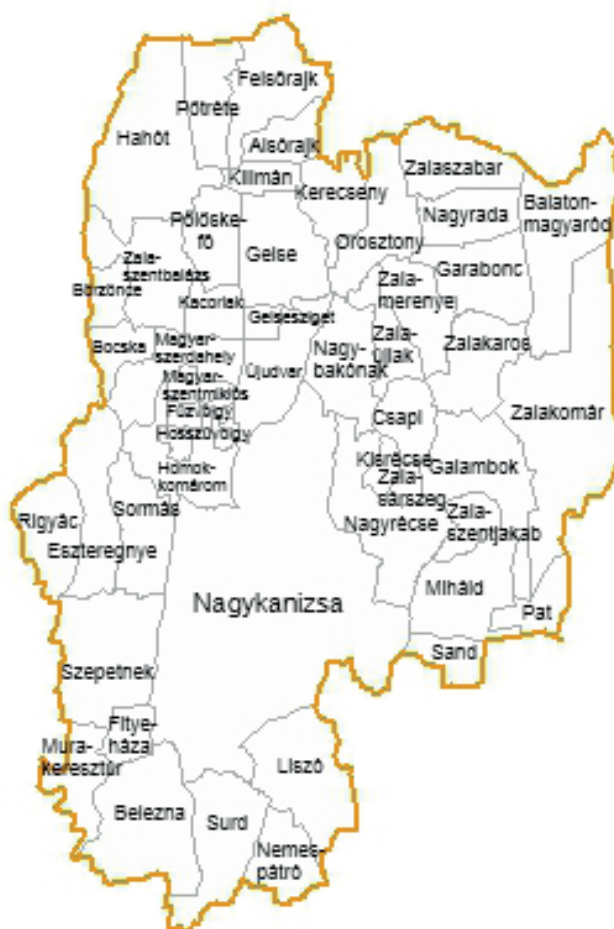 Felsőrajk
Pötréte
Hahót
Alsórajk
Zalaszabar
Kilimán
Kerecseny
Balaton-
magyaród
Nagyrada
Pölöske-
fő
Orosztony
Gelse
Zala-
szentbalázs
Garabonc
Zala-
merenye
Börzönce
Kacorlak
Gelsesziget
Bocska
Magyar-
szerdahely
Nagy-
bakónak
Zala-
újlak
Zalakaros
Magyar-
szentmiklós
Újudvar
Fűzvölgy
Csapi
Zalakomár
Hosszúvölgy
Homok-
komárom
Kisrécse
Galambok
Zala-
sárszeg
Sormás
Rigyác
Nagyrécse
Zala-
szentjakab
Eszteregnye
Miháld
Nagykanizsa
Pat
Sand
Szepetnek
Fityе-
háza
Mura-
keresztúr
Liszó
Belezna
Surd
Nemes-
pátró